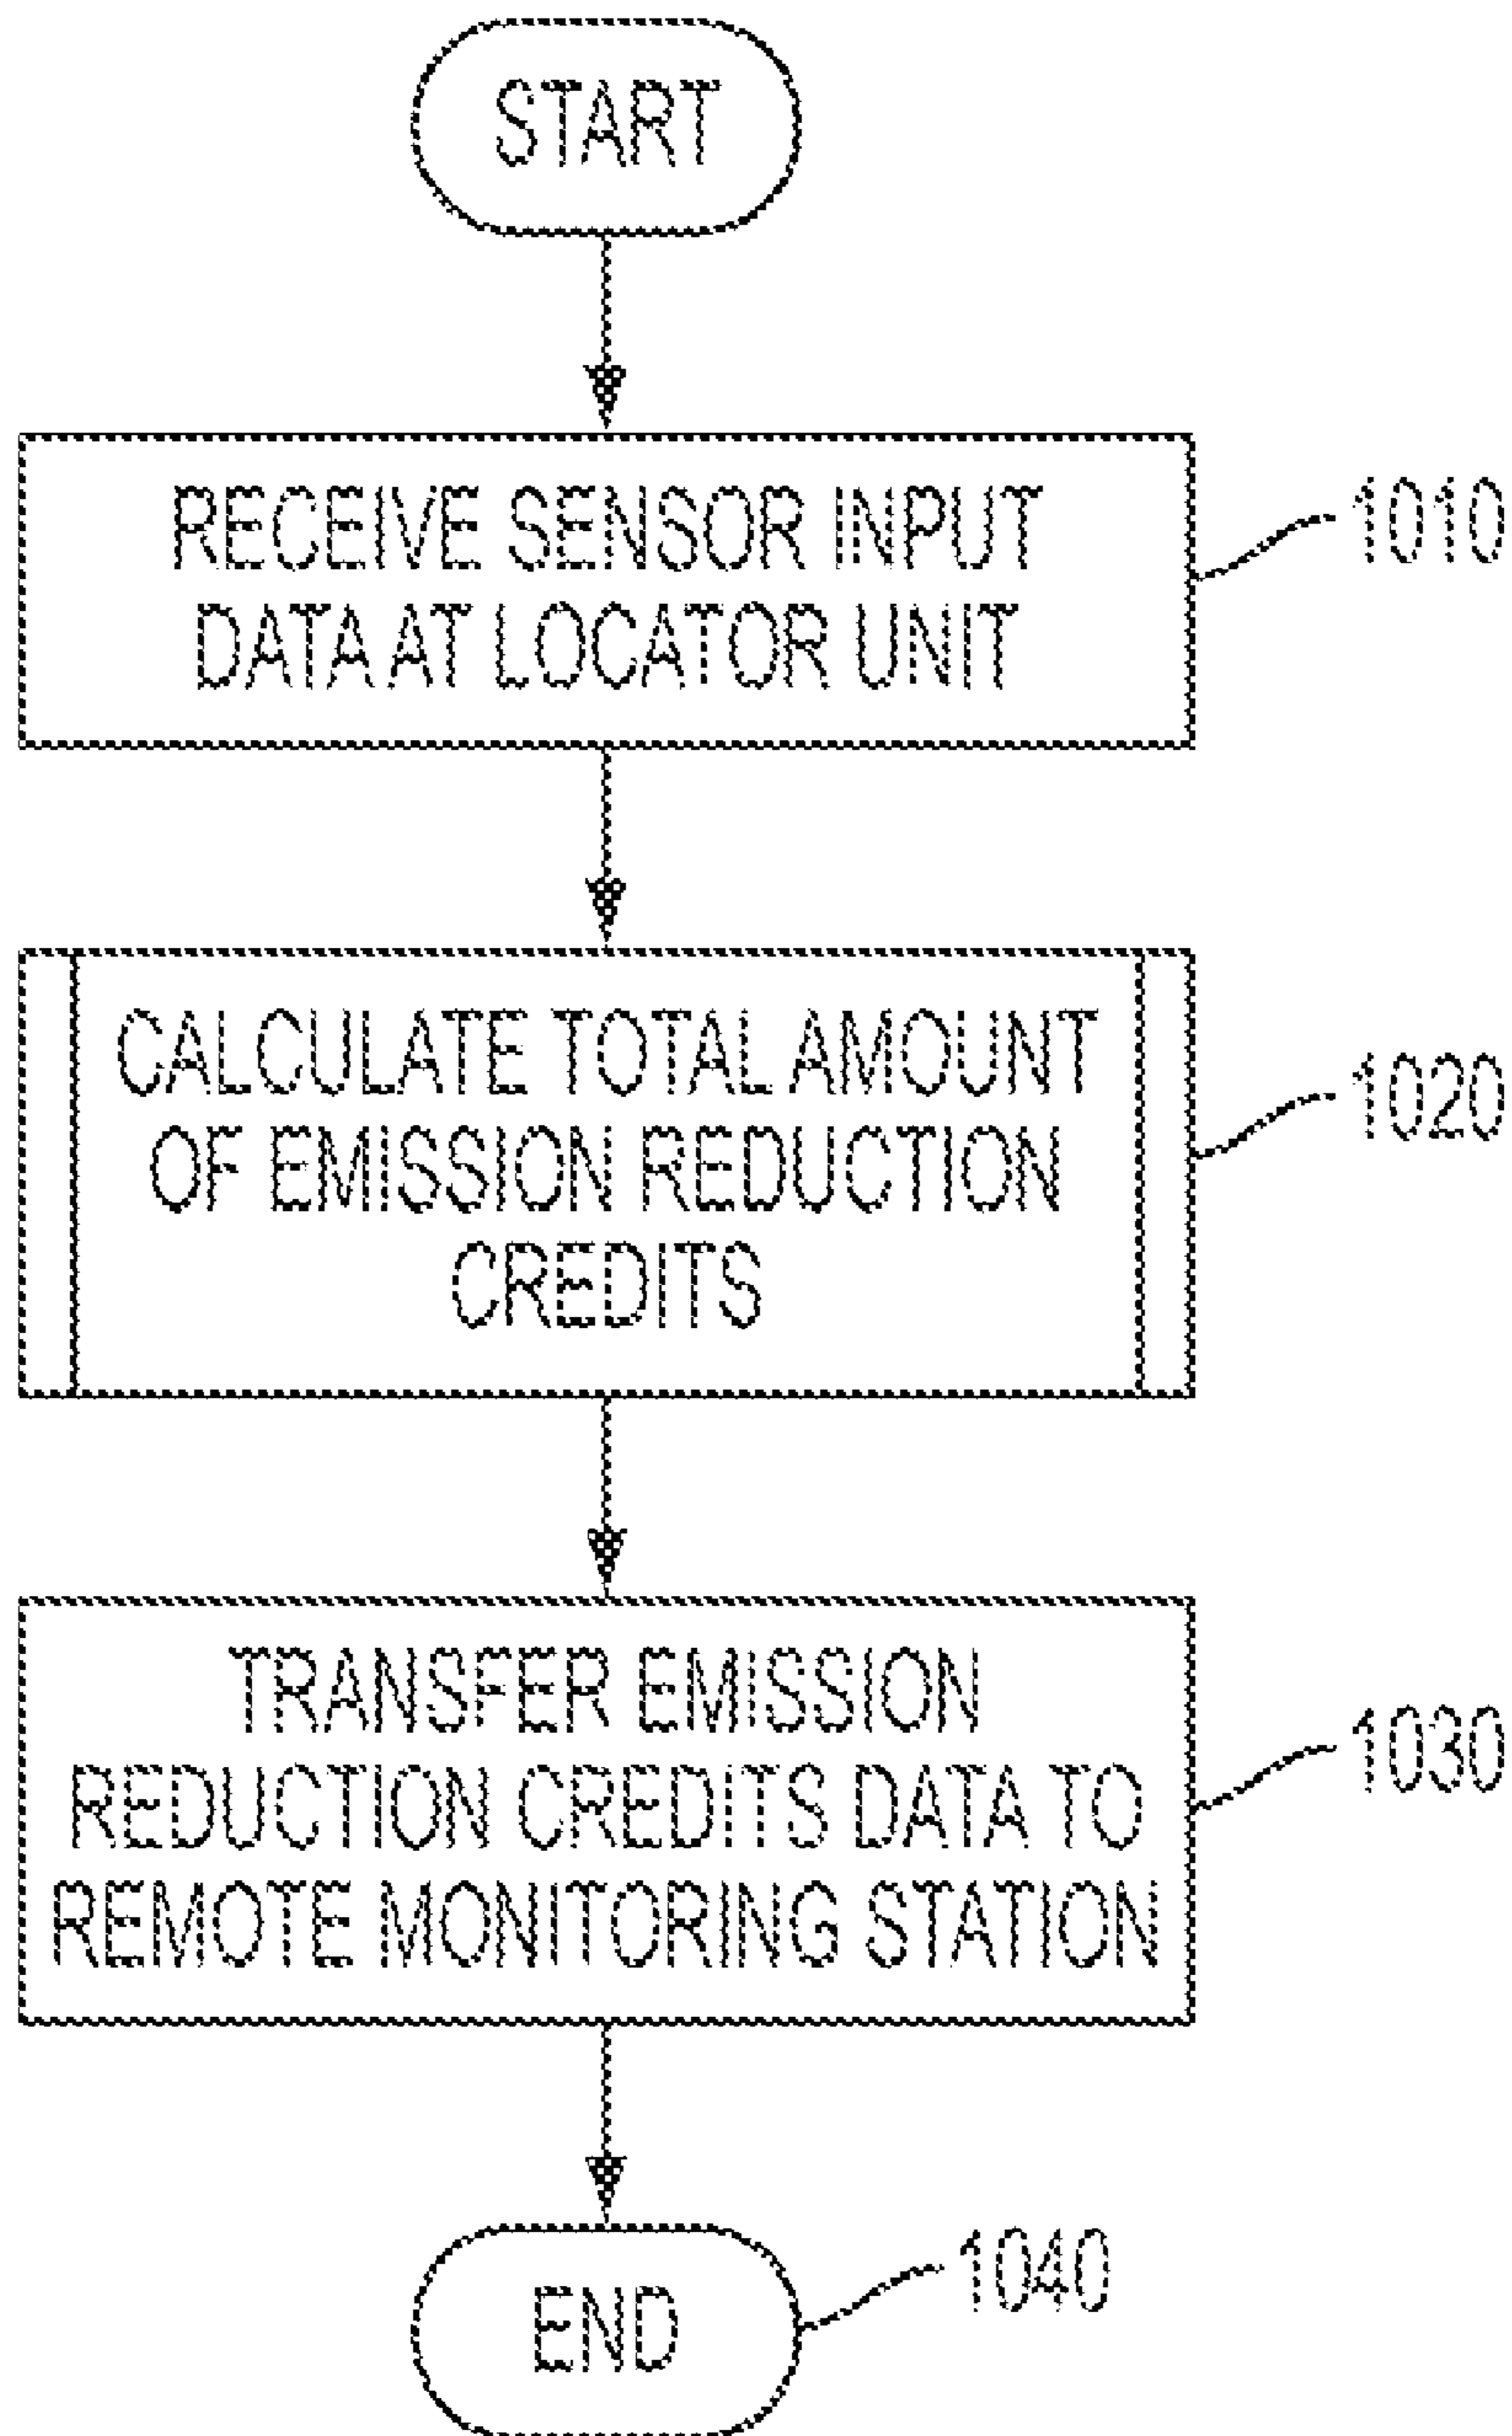 START
RECEIVE SENSOR INPUT
DATA AT LOCATOR UNIT
1010
CALCULATE TOTAL AMOUNT
OF EMISSION REDUCTION
CREDITS
1020
TRANSFER EMISSION
REDUCTION CREDITS DATA TO
REMOTE MONITORING STATION
1030
END
1040